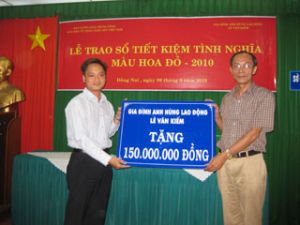 LỄ TRAO SỔ TIẾT KIỆM TÌNH NGHĨA
MÀU HOA ĐỎ - 2010
Đồng Nai, ngày
GIA ĐÌNH ANH HÙNG LAO ĐỘNG
LÊ VĂN KIỂM
TẶNG
150.000.000 ĐỒNG